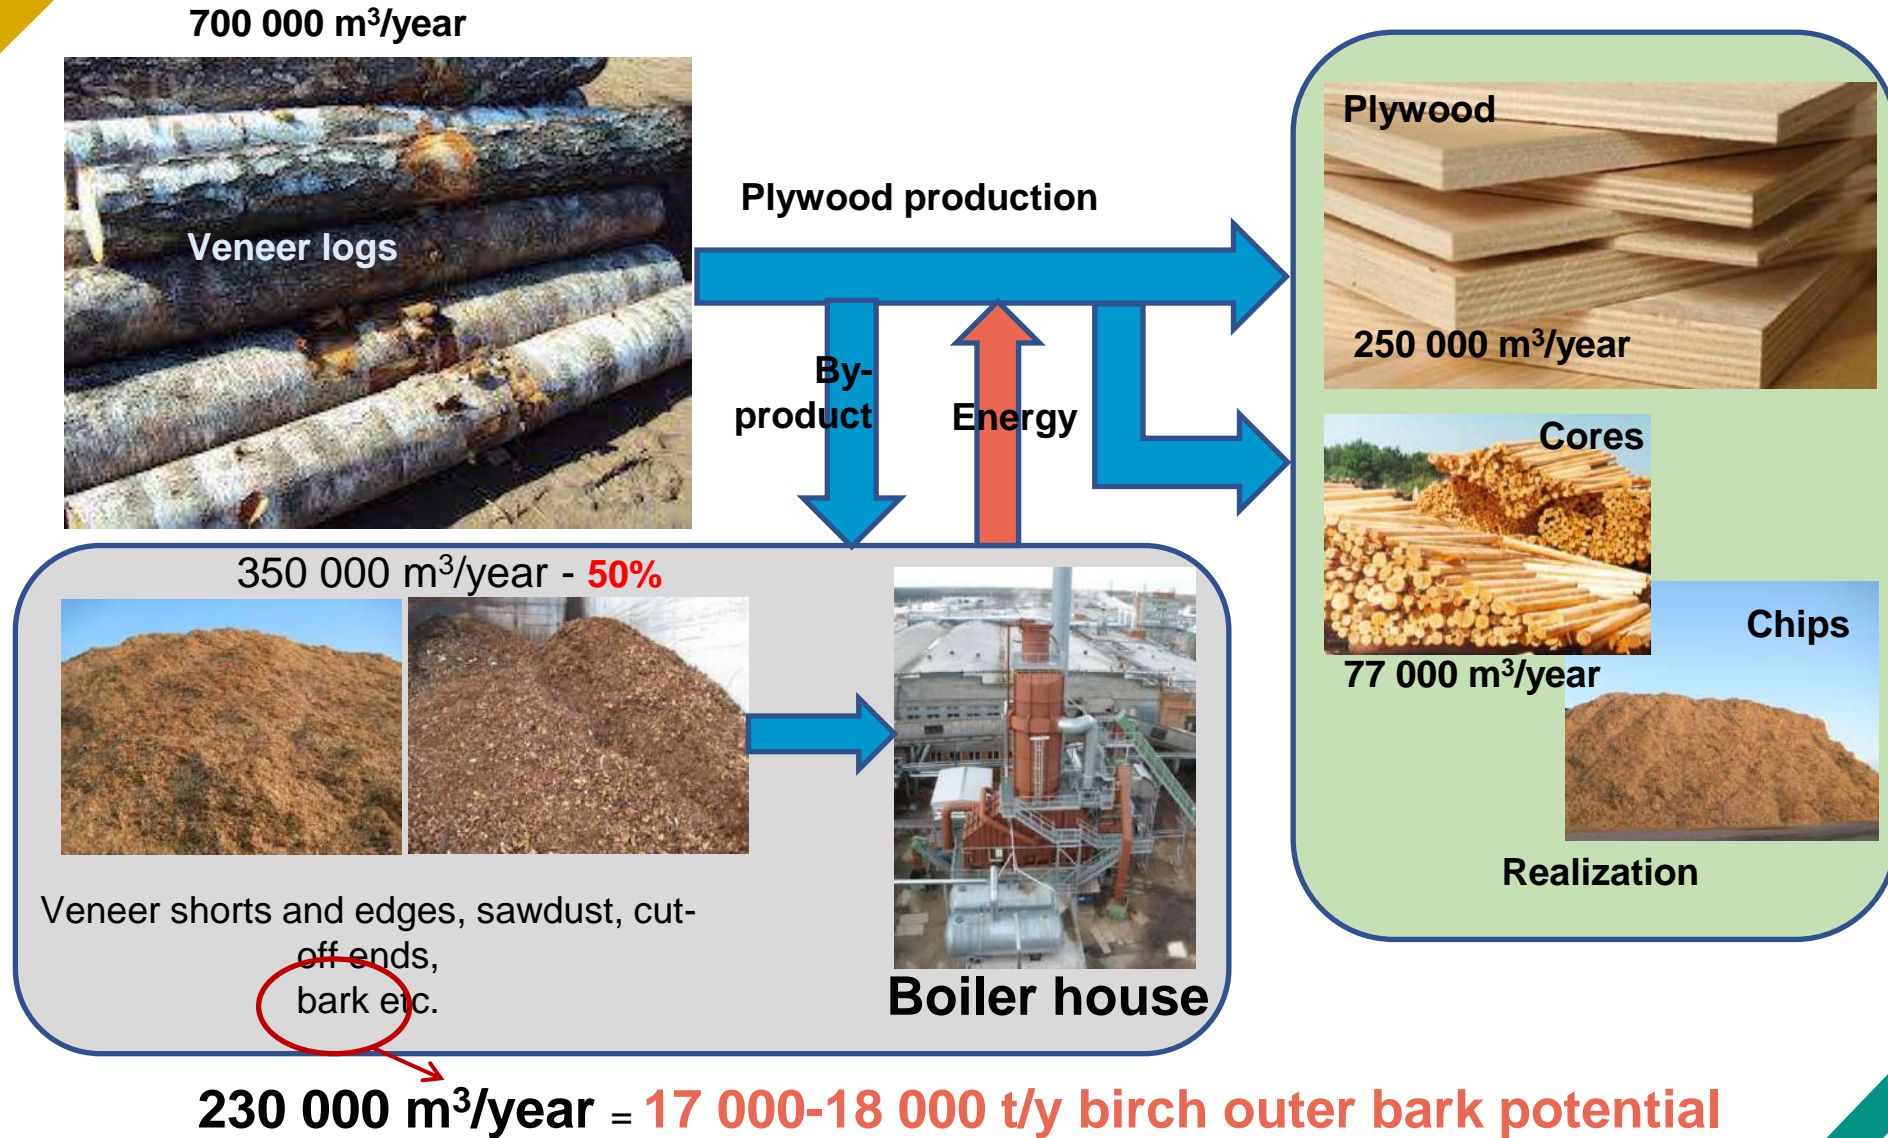 700 000 m³/year
Veneer logs
Plywood production
By-
product
Energy
Plywood
250 000 m³/year
Cores
77 000 m³/year
Chips
Realization
350 000 m³/year - 50%
Veneer shorts and edges, sawdust, cut-
off ends,
bark etc.
Boiler house
230 000 m³/year = 17 000-18 000 t/y birch outer bark potential